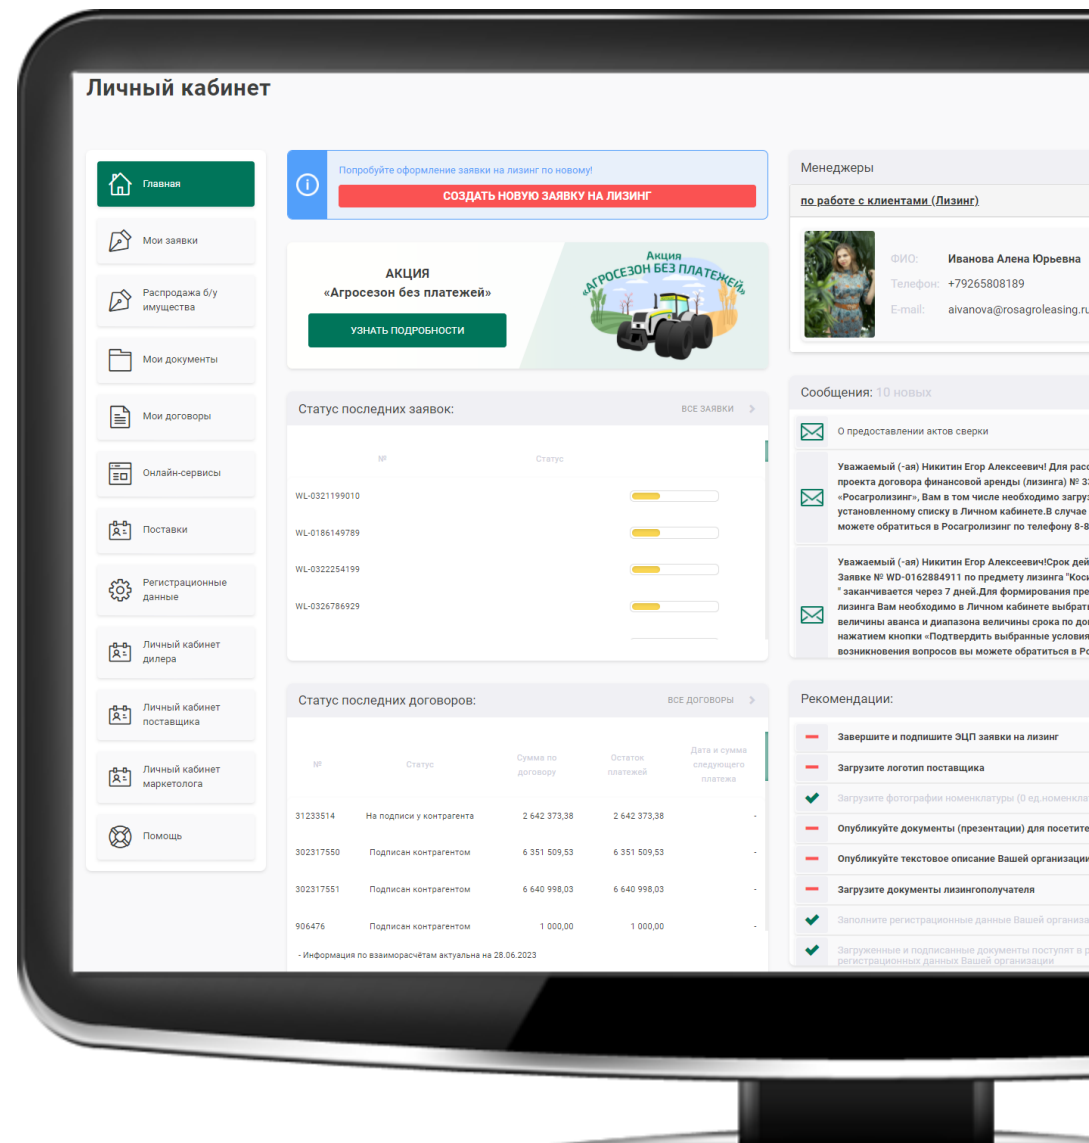 Личный кабинет
Главная
Мои заявки
Распродажа б/у
имущества
Мои документы
Мои договоры
Онлайн-сервисы
Поставки
Регистрационные
данные
Личный кабинет
дилера
Личный кабинет
поставщика
Личный кабинет
маркетолога
Помощь
Попробуйте оформление заявки на лизинг по новому!
СОЗДАТЬ НОВУЮ ЗАЯВКУ НА ЛИЗИНГ
АКЦИЯ
«Агросезон без платежей»
УЗНАТЬ ПОДРОБНОСТИ
Акция
«АГРОСЕЗОН БЕЗ ПЛАТЕЖЕЙ»
Статус последних заявок: ВСЕ ЗАЯВКИ
№ Статус
WL-0321199010
WL-0186149789
WL-0322254199
WL-0326786929
Статус последних договоров: ВСЕ ДОГОВОРЫ
№ Статус Сумма по договору Остаток платежей Дата и сумма следующего платежа
31233514 На подписи у контрагента 2 642 373,38 2 642 373,38 -
302317550 Подписан контрагентом 6 351 509,53 6 351 509,53 -
302317551 Подписан контрагентом 6 640 998,03 6 640 998,03 -
906476 Подписан контрагентом 1 000,00 1 000,00 -
- Информация по взаиморасчётам актуальна на 28.06.2023
Менеджеры
по работе с клиентами (Лизинг)
ФИО: Иванова Алена Юрьевна
Телефон: +79265808189
E-mail: aivanova@rosagroleasing.ru
Сообщения: 10 новых
О предоставлении актов сверки
Уважаемый (-ая) Никитин Егор Алексеевич! Для
проекта договора финансовой аренды (лизинга) №
«Росагролизинг», Вам в том числе необходимо
установленному списку в Личном кабинете.В случае
можете обратиться в Росагролизинг по телефону 8-8
Уважаемый (-ая) Никитин Егор Алексеевич!Срок
Заявке № WD-0162884911 по предмету лизинга
" заканчивается через 7 дней.Для формирования
лизинга Вам необходимо в Личном кабинете
величины аванса и диапазона величины срока по
нажатием кнопки «Подтвердить выбранные условия
возникновения вопросов вы можете обратиться в
Рекомендации:
Завершите и подпишите ЭЦП заявки на лизинг
Загрузите логотип поставщика
Загрузите фотографии номенклатуры (0
Опубликуйте документы (презентации) для
Опубликуйте текстовое описание Вашей организации
Загрузите документы лизингополучателя
Заполните регистрационные данные Вашей
Загруженные и подписанные документы поступят в
регистрационных данных Вашей организации